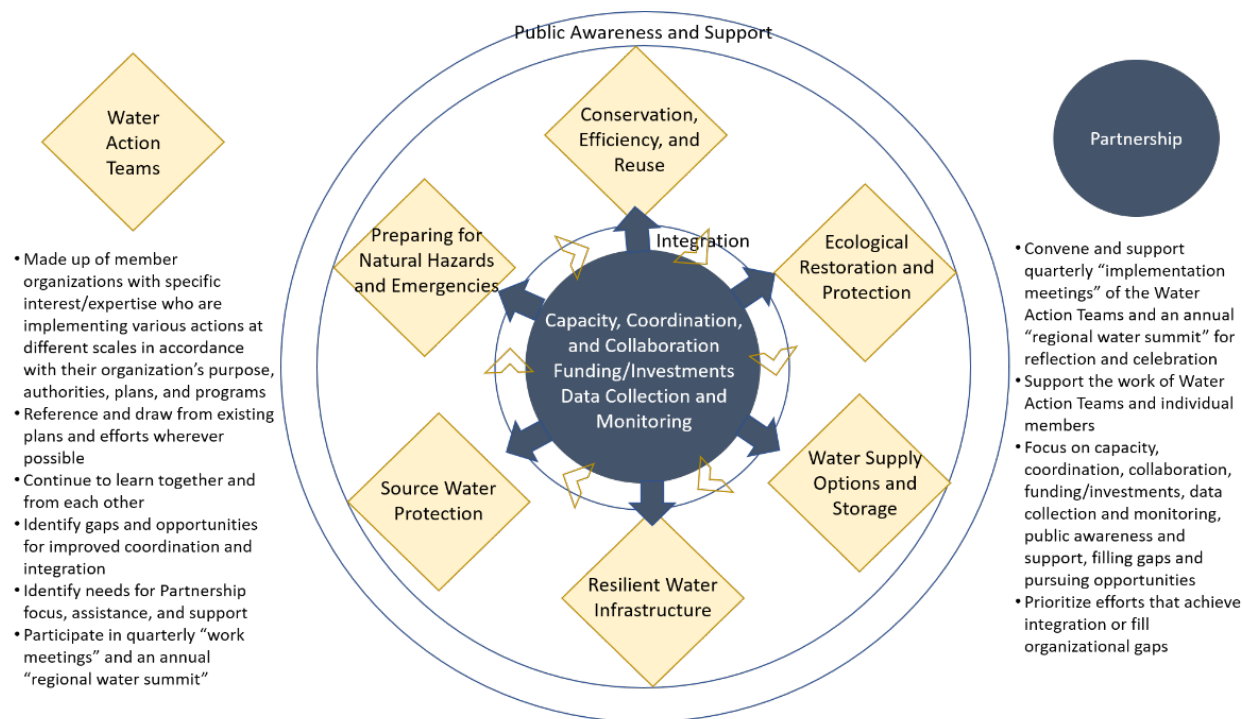 Public Awareness and Support
Water
Action
Teams
• Made up of member
organizations with specific
interest/expertise who are
implementing various actions at
different scales in accordance
with their organization’s purpose,
authorities, plans, and programs
• Reference and draw from existing
plans and efforts wherever
possible
• Continue to learn together and
from each other
• Identify gaps and opportunities
for improved coordination and
integration
• Identify needs for Partnership
focus, assistance, and support
• Participate in quarterly “work
meetings” and an annual
“regional water summit”
Conservation,
Efficiency, and
Reuse
Preparing for
Natural Hazards
and Emergencies
Integration
Ecological
Restoration and
Protection
Capacity, Coordination,
and Collaboration
Funding/Investments
Data Collection and
Monitoring
Source Water
Protection
Water Supply
Options and
Storage
Resilient Water
Infrastructure
Partnership
• Convene and support
quarterly “implementation
meetings” of the Water
Action Teams and an annual
“regional water summit” for
reflection and celebration
• Support the work of Water
Action Teams and individual
members
• Focus on capacity,
coordination, collaboration,
funding/investments, data
collection and monitoring,
public awareness and
support, filling gaps and
pursuing opportunities
• Prioritize efforts that achieve
integration or fill
organizational gaps